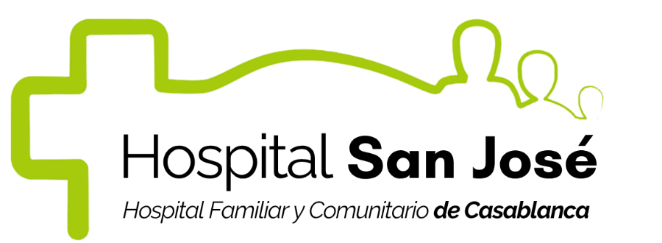 Hospital San José
Hospital Familiar y Comunitario de Casablanca